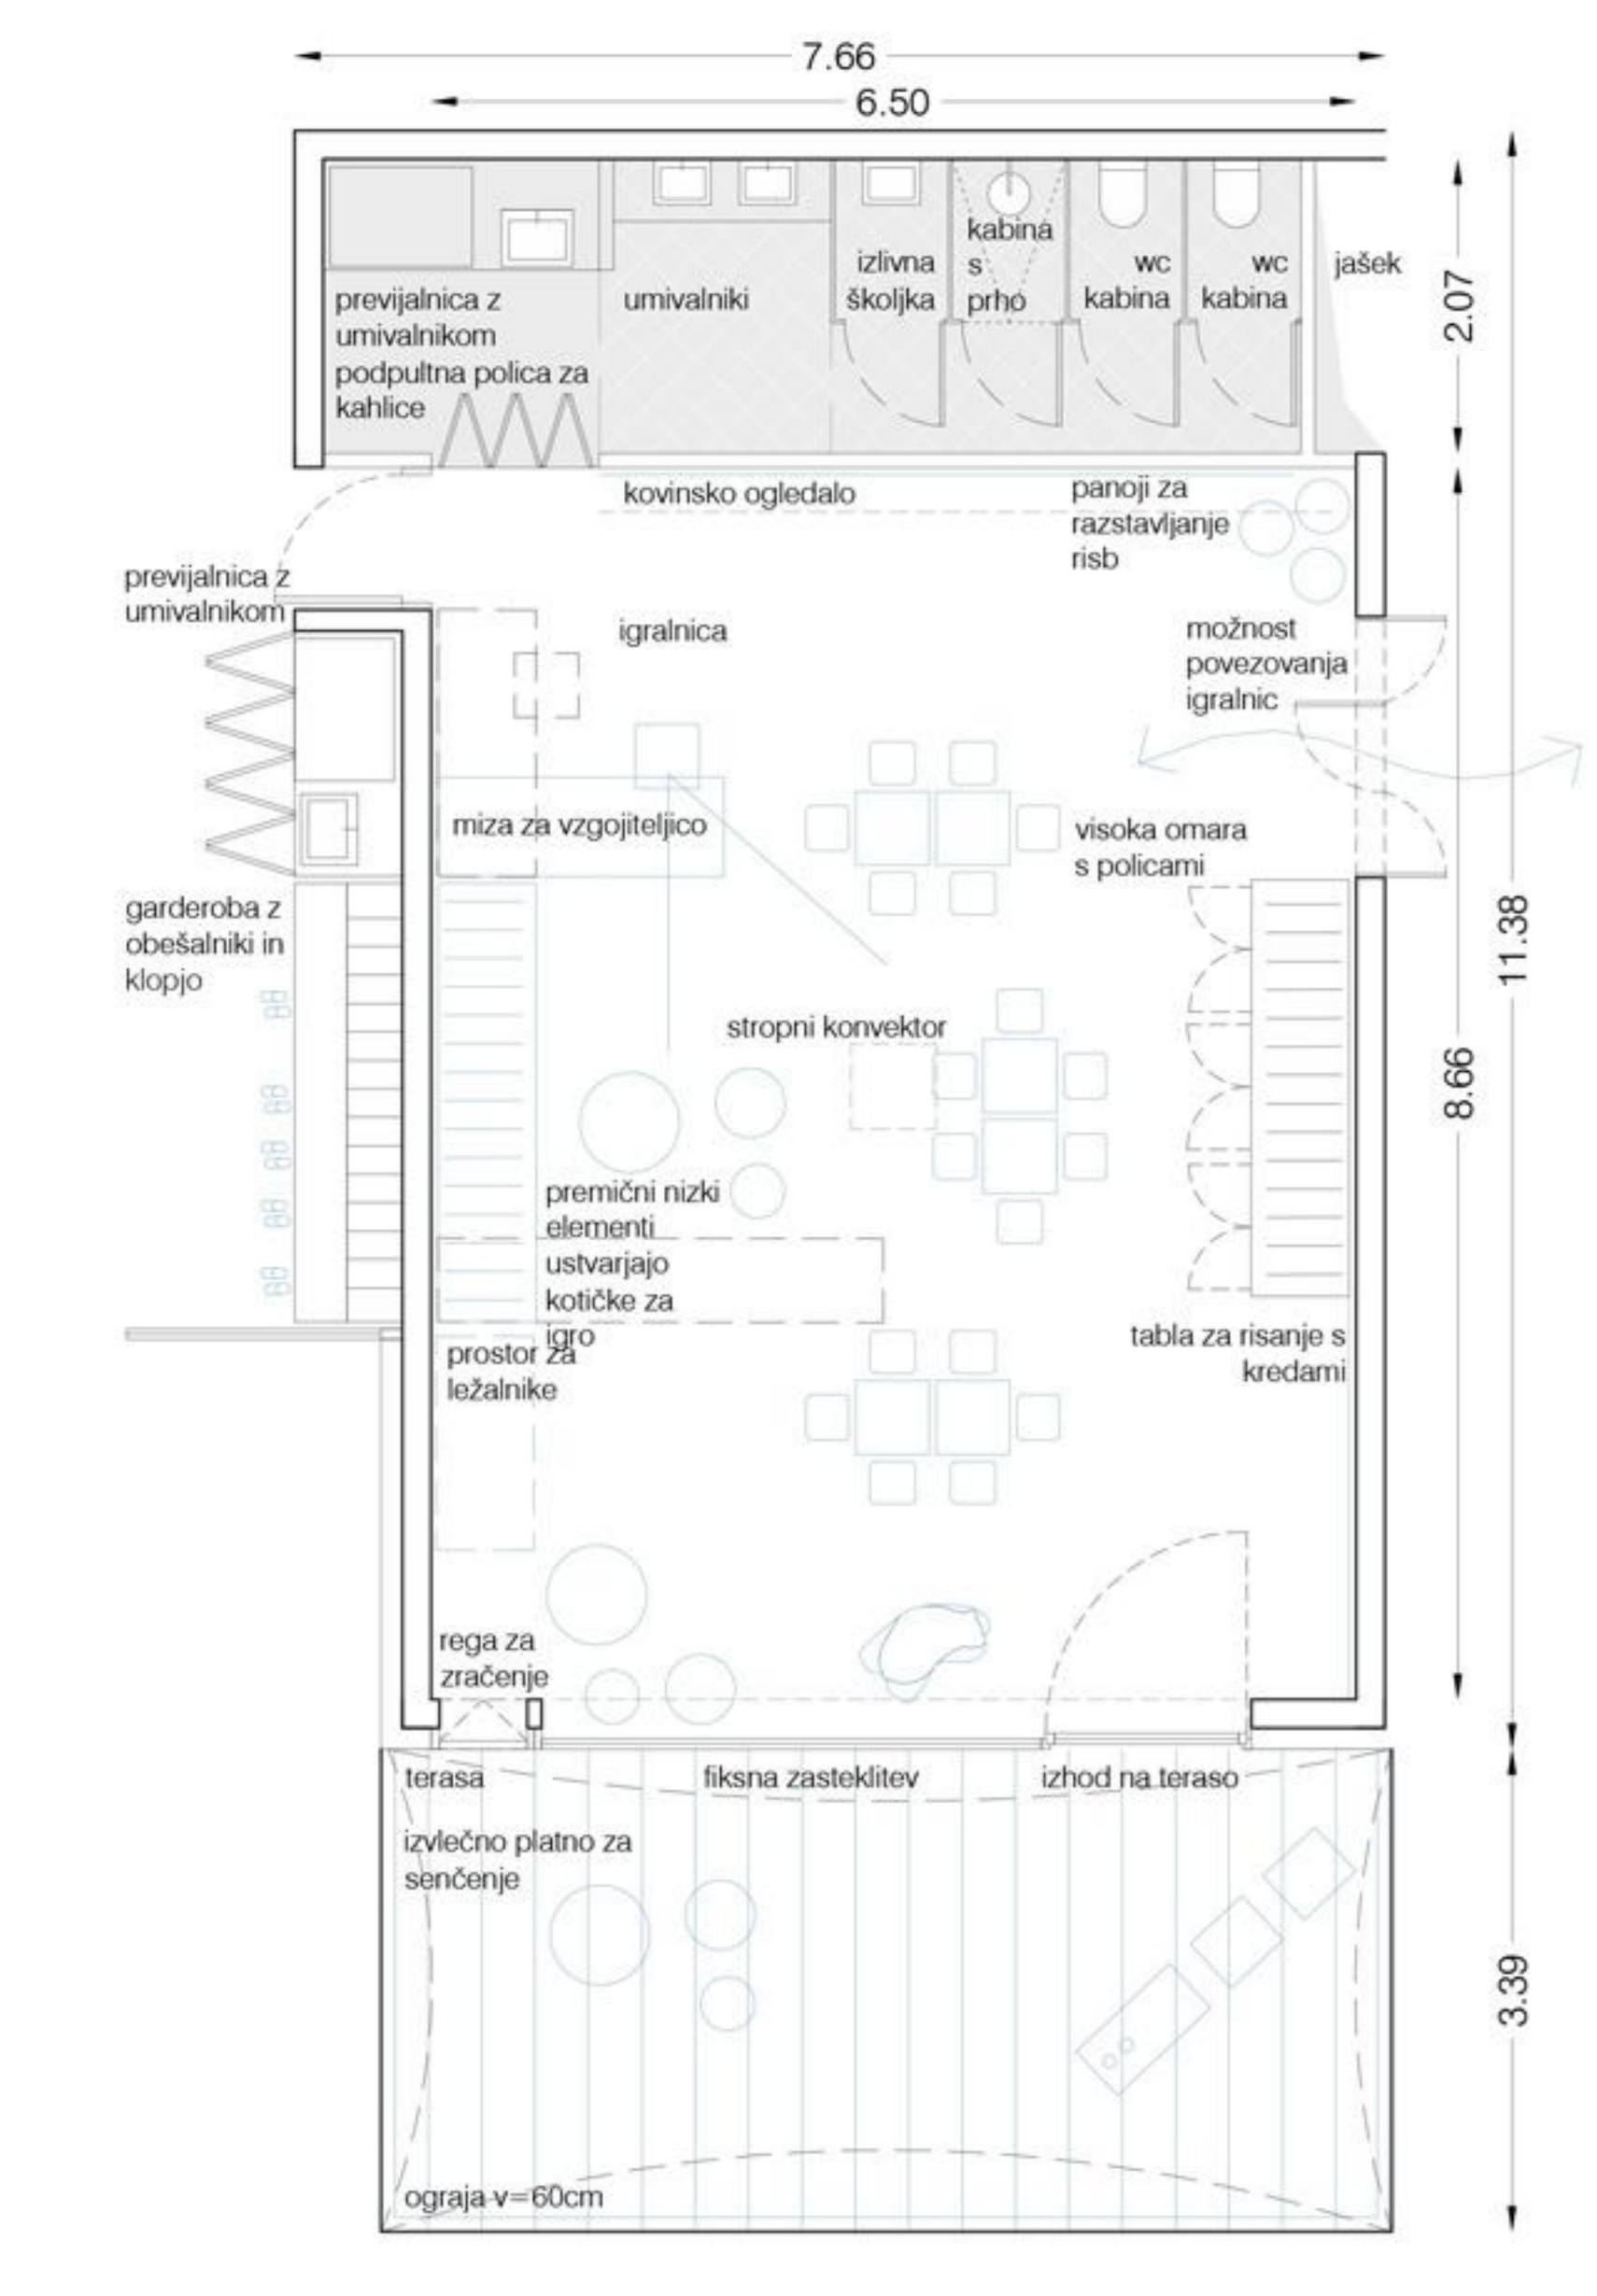 7.66
6.50
kabina
s
prho
izlivna
školjka
wc
kabina
wc
kabina
jašek
2.07
previjalnica z
umivalnikom
podpultna polica za
kahlice
umivalniki
kovinsko ogledalo
panoji za
razstavljanje
risb
previjalnica z
umivalnikom
igralnica
možnost
povezovanja
igralnic
miza za vzgojiteljico
visoka omara
s policami
garderoba z
obešalniki in
klopjo
11.38
8.66
stropni konvektor
premični nizki
elementi
ustvarjajo
kotičke za
igro
prostor za
ležalnike
tabla za risanje s
kredami
rega za
zračenje
terasa
fiksna zasteklitev
izhod na teraso
izvlečno platno za
senčenje
3.39
ograja v=60cm